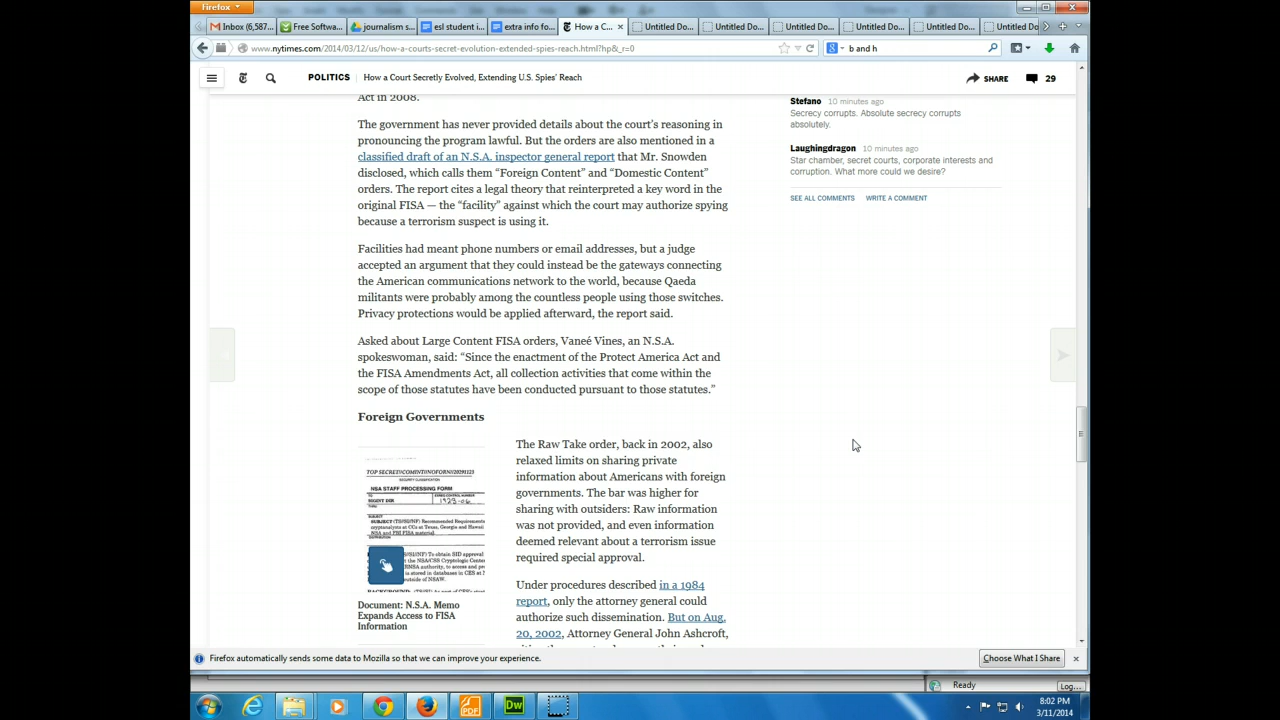 Firefox
Inbox (6,587...
Free Softwa...
journalism s...
esl student i...
extra info fo...
How a C...
Untitled Do...
Untitled Do...
Untitled Do...
Untitled Do...
Untitled Do...
Untitled Do
www.nytimes.com/2014/03/12/us/how-a-courts-secret-evolution-extended-spies-reach.html?hp&_r=0
b and h
POLITICS
How a Court Secretly Evolved, Extending U.S. Spies' Reach
SHARE
29
Act in 2008.
The government has never provided details about the court's reasoning in
pronouncing the program lawful. But the orders are also mentioned in a
classified draft of an N.S.A. inspector general report that Mr. Snowden
disclosed, which calls them “Foreign Content” and “Domestic Content”
orders. The report cites a legal theory that reinterpreted a key word in the
original FISA — the “facility” against which the court may authorize spying
because a terrorism suspect is using it.
Facilities had meant phone numbers or email addresses, but a judge
accepted an argument that they could instead be the gateways connecting
the American communications network to the world, because Qaeda
militants were probably among the countless people using those switches.
Privacy protections would be applied afterward, the report said.
Asked about Large Content FISA orders, Vaneé Vines, an N.S.A.
spokeswoman, said: “Since the enactment of the Protect America Act and
the FISA Amendments Act, all collection activities that come within the
scope of those statutes have been conducted pursuant to those statutes.”
Foreign Governments
TOP SECRET//COMINT//NOFORN//20291123
SECURITY CLASSIFICATION
NSA STAFF PROCESSING FORM
SUBJECT
Document: N.S.A. Memo
Expands Access to FISA
Information
The Raw Take order, back in 2002, also
relaxed limits on sharing private
information about Americans with foreign
governments. The bar was higher for
sharing with outsiders: Raw information
was not provided, and even information
deemed relevant about a terrorism issue
required special approval.
Under procedures described in a 1984
report, only the attorney general could
authorize such dissemination. But on Aug.
20, 2002, Attorney General John Ashcroft,
Stefano 10 minutes ago
Secrecy corrupts. Absolute secrecy corrupts
absolutely.
Laughingdragon 10 minutes ago
Star chamber, secret courts, corporate interests and
corruption. What more could we desire?
SEE ALL COMMENTS
WRITE A COMMENT
Firefox automatically sends some data to Mozilla so that we can improve your experience.
Choose What I Share
Ready
Log...
PDF
Dw
8:02 PM
3/11/2014